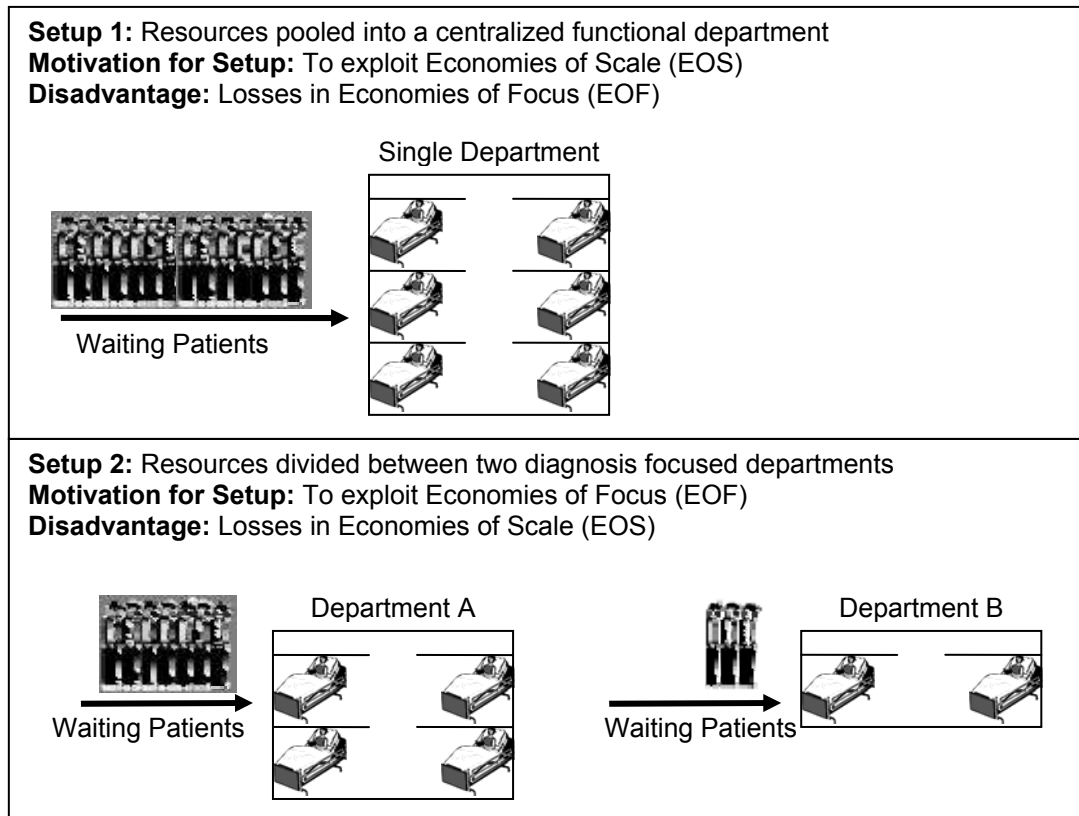 Setup 1: Resources pooled into a centralized functional department
Motivation for Setup: To exploit Economies of Scale (EOS)
Disadvantage: Losses in Economies of Focus (EOF)
Single Department
Waiting Patients
Setup 2: Resources divided between two diagnosis focused departments
Motivation for Setup: To exploit Economies of Focus (EOF)
Disadvantage: Losses in Economies of Scale (EOS)
Department A
Waiting Patients
Department B
Waiting Patients